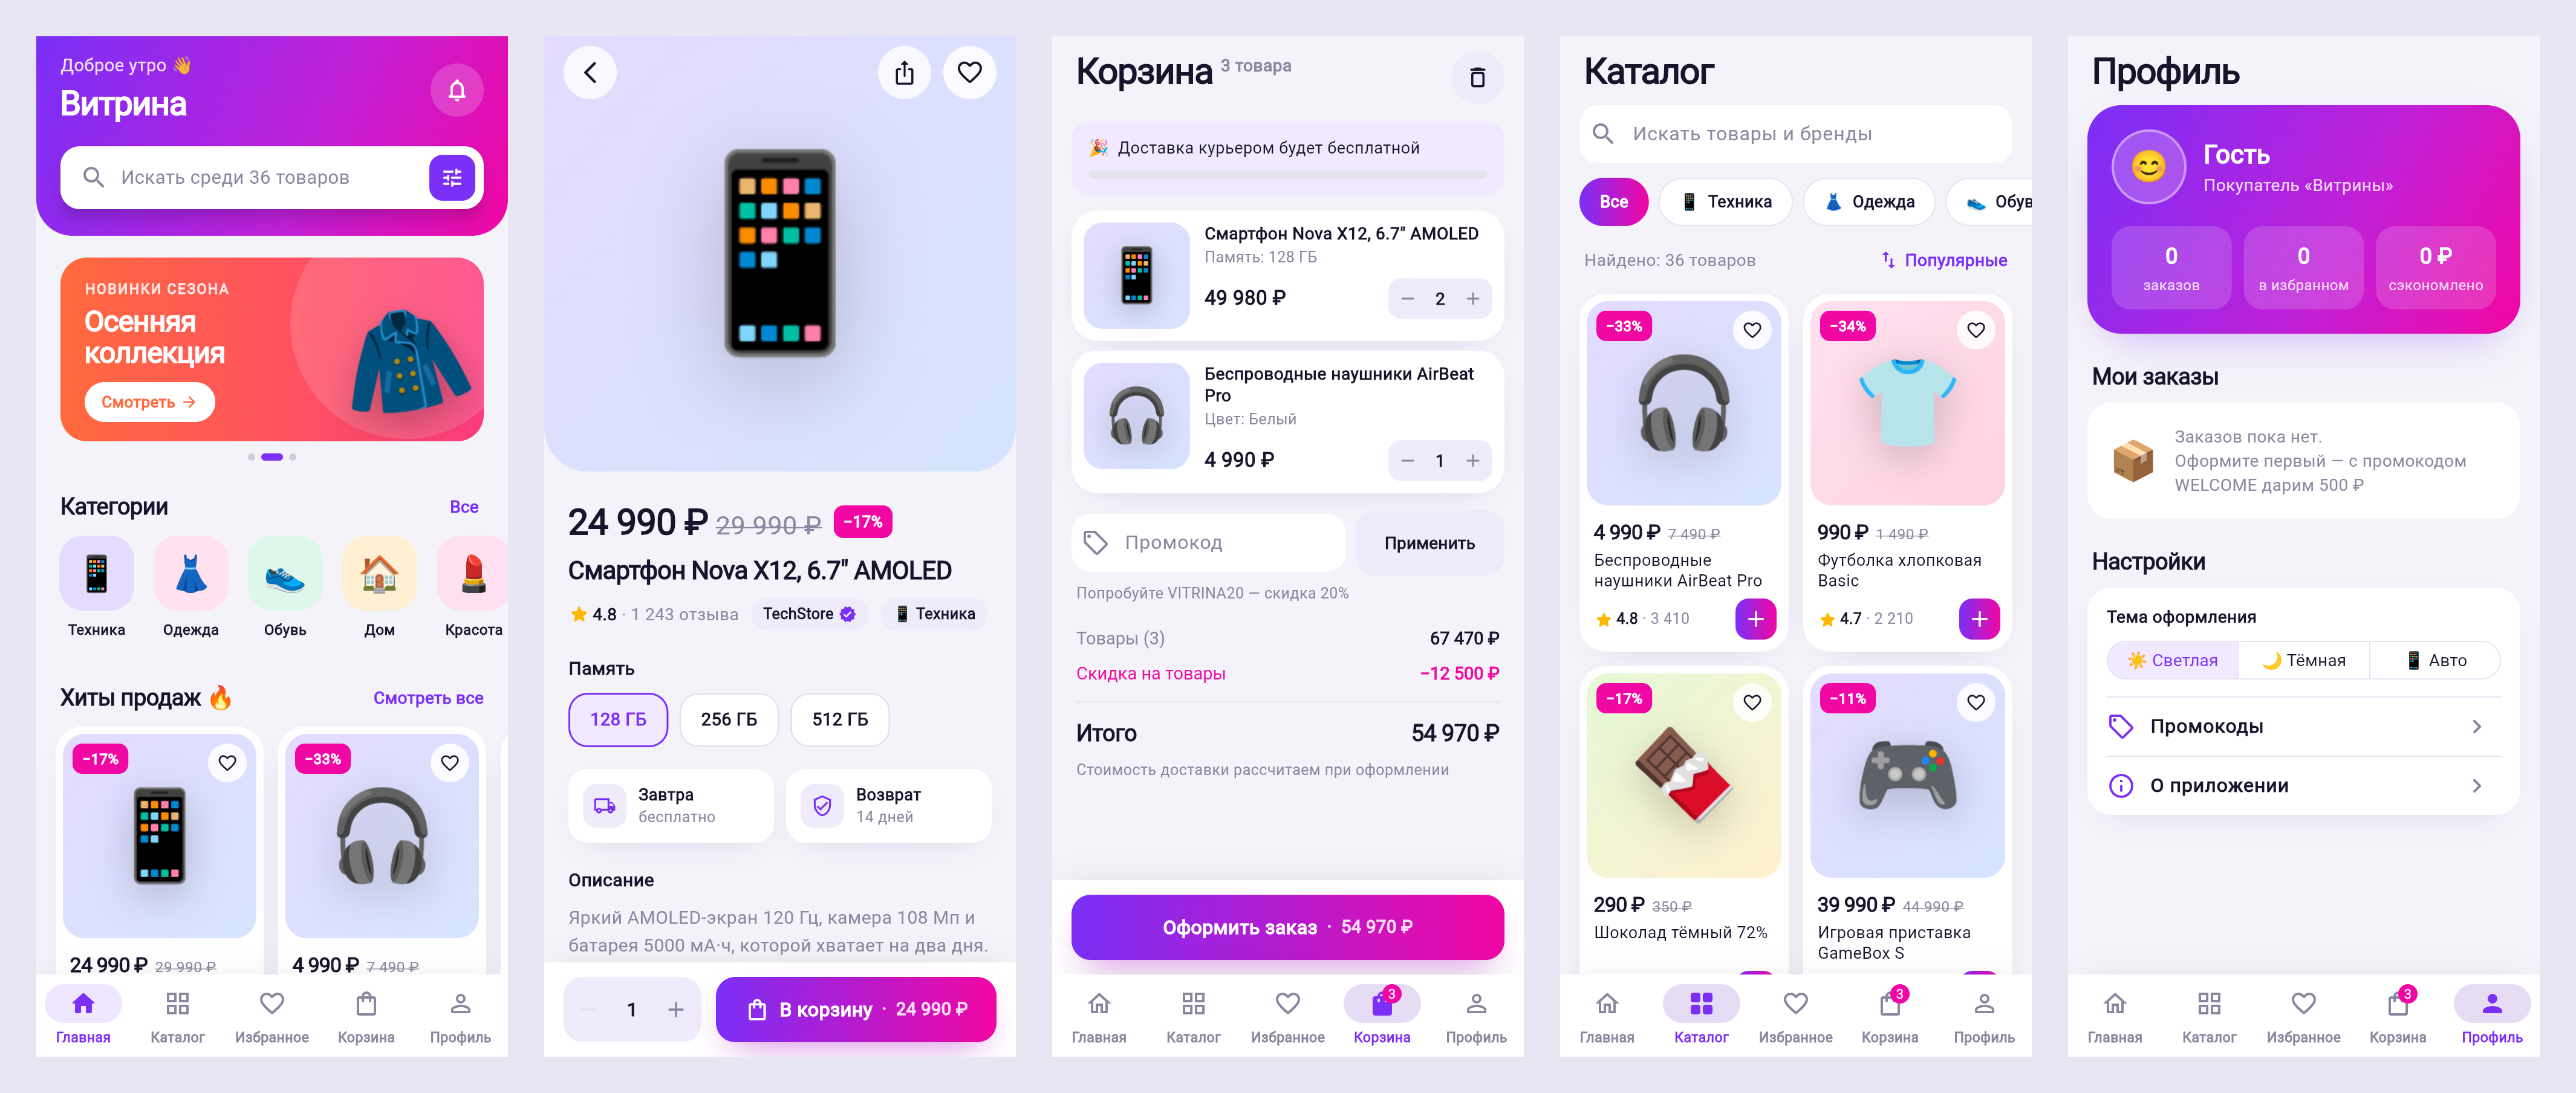 Доброе утро 👋
Витрина
Искать среди 36 товаров
НОВИНКИ СЕЗОНА
Осенняя
коллекция
Смотреть →
Категории
Все
Техника
Одежда
Обувь
Дом
Красота
Хиты продаж 🔥
Смотреть все
−17%
−33%
24 990 ₽ 29 990 ₽
4 990 ₽ 7 490 ₽
Главная
Каталог
Избранное
Корзина
Профиль
24 990 ₽ 29 990 ₽ −17%
Смартфон Nova X12, 6.7" AMOLED
4.8 · 1 243 отзыва
TechStore
Техника
Память
128 ГБ
256 ГБ
512 ГБ
Завтра
бесплатно
Возврат
14 дней
Описание
Яркий AMOLED-экран 120 Гц, камера 108 Мп и
батарея 5000 мА·ч, которой хватает на два дня.
− 1 +
В корзину · 24 990 ₽
Корзина 3 товара
🎉 Доставка курьером будет бесплатной
Смартфон Nova X12, 6.7" AMOLED
Память: 128 ГБ
49 980 ₽
− 2 +
Беспроводные наушники AirBeat
Pro
Цвет: Белый
4 990 ₽
− 1 +
Промокод
Применить
Попробуйте VITRINA20 — скидка 20%
Товары (3)
67 470 ₽
Скидка на товары
−12 500 ₽
Итого
54 970 ₽
Стоимость доставки рассчитаем при оформлении
Оформить заказ · 54 970 ₽
3
Главная
Каталог
Избранное
Корзина
Профиль
Каталог
Искать товары и бренды
Все
Техника
Одежда
Обув
Найдено: 36 товаров
Популярные
−33%
4 990 ₽ 7 490 ₽
Беспроводные
наушники AirBeat Pro
4.8 · 3 410
+
−34%
990 ₽ 1 490 ₽
Футболка хлопковая
Basic
4.7 · 2 210
+
−17%
290 ₽ 350 ₽
Шоколад тёмный 72%
−11%
39 990 ₽ 44 990 ₽
Игровая приставка
GameBox S
3
Главная
Каталог
Избранное
Корзина
Профиль
Профиль
Гость
Покупатель «Витрины»
0
заказов
0
в избранном
0 ₽
сэкономлено
Мои заказы
Заказов пока нет.
Оформите первый — с промокодом
WELCOME дарим 500 ₽
Настройки
Тема оформления
☀️ Светлая
🌙 Тёмная
📱 Авто
Промокоды
О приложении
3
Главная
Каталог
Избранное
Корзина
Профиль